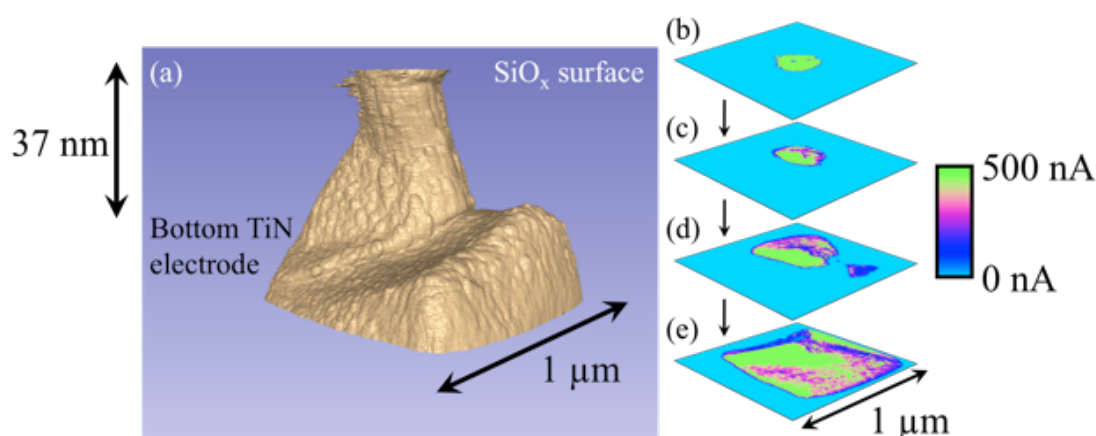 (a)
SiOₓ surface
37 nm
Bottom TiN
electrode
1 µm
(b)
(c)
(d)
(e)
500 nA
0 nA
1 µm